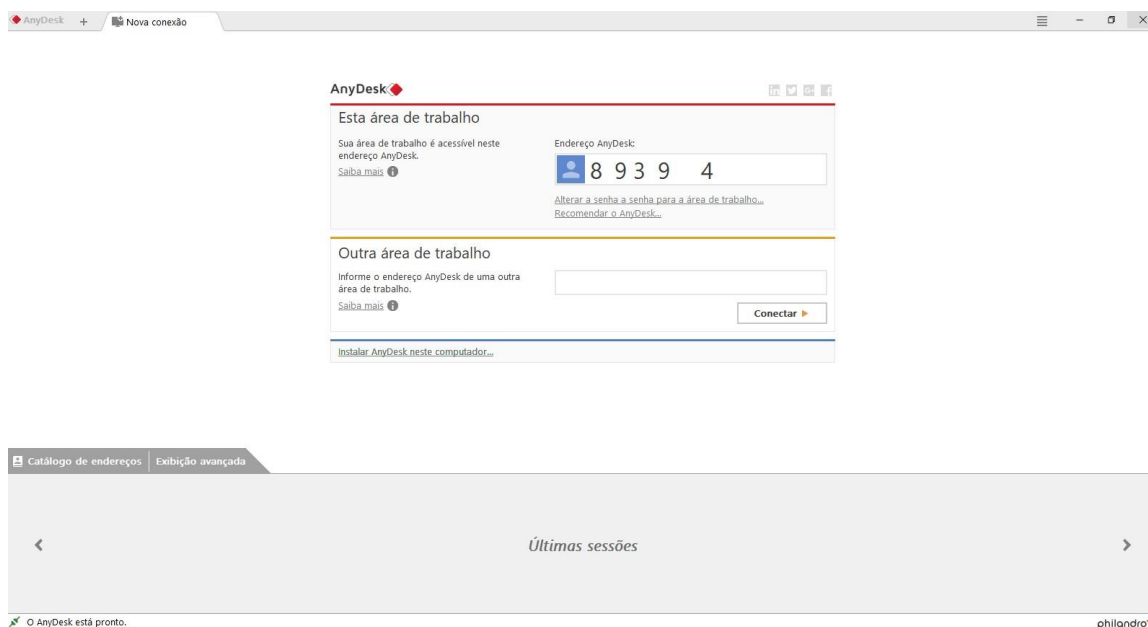 AnyDesk + Nova conexão
AnyDesk
Esta área de trabalho
Sua área de trabalho é acessível neste
endereço AnyDesk.
Saiba mais
Endereço AnyDesk:
8 9 3 9 4
Alterar a senha a senha para a área de trabalho...
Recomendar o AnyDesk...
Outra área de trabalho
Informe o endereço AnyDesk de uma outra
área de trabalho.
Saiba mais
Conectar
Instalar AnyDesk neste computador...
Catálogo de endereços Exibição avançada
Últimas sessões
O AnyDesk está pronto.
philandro